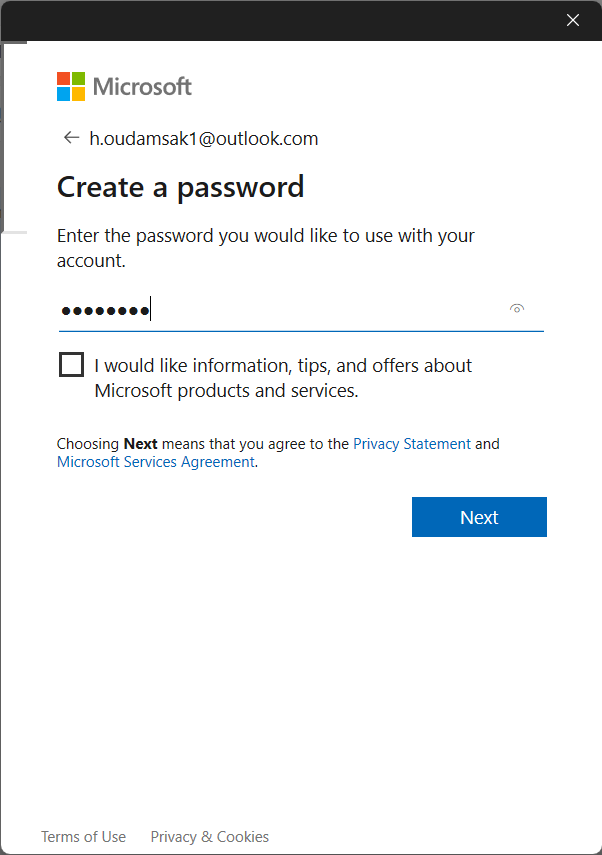 Microsoft
h.oudamsak1@outlook.com
Create a password
Enter the password you would like to use with your
account.
••••••••
I would like information, tips, and offers about
Microsoft products and services.
Choosing Next means that you agree to the Privacy Statement and
Microsoft Services Agreement.
Next
Terms of Use Privacy & Cookies